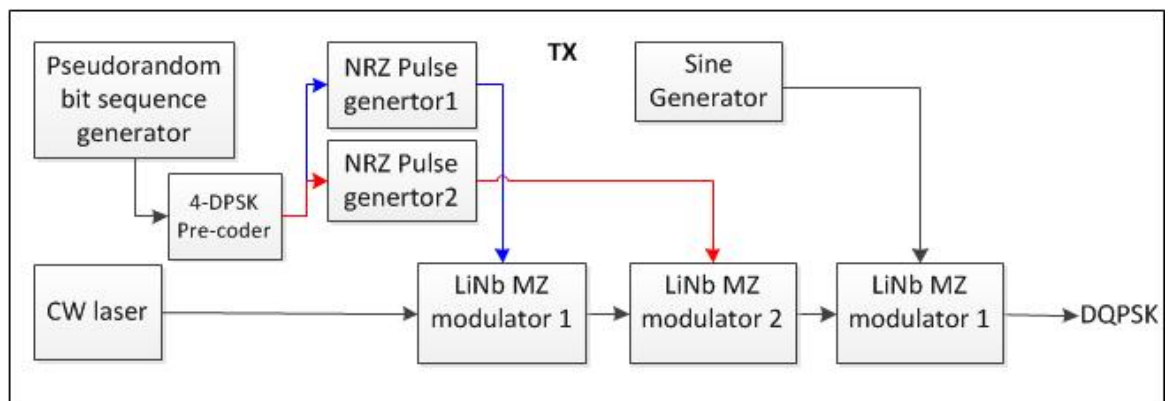 Pseudorandom
bit sequence
generator
NRZ Pulse
genertor1
TX
Sine
Generator
NRZ Pulse
genertor2
4-DPSK
Pre-coder
CW laser
LiNb MZ
modulator 1
LiNb MZ
modulator 2
LiNb MZ
modulator 1
DQPSK